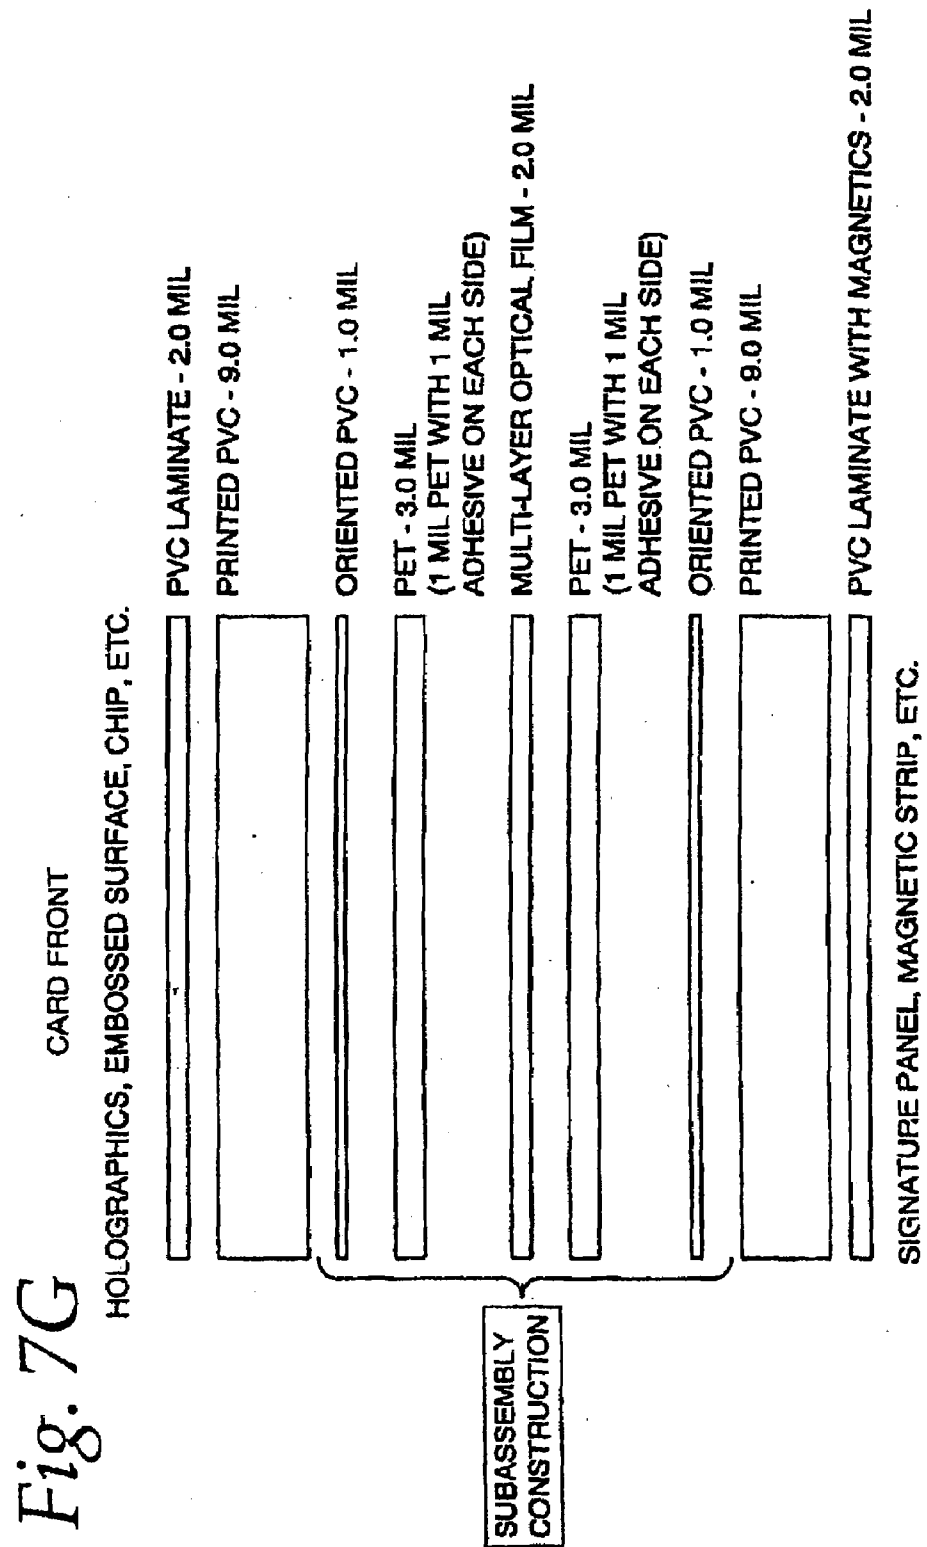 Fig. 7G
CARD FRONT
HOLOGRAPHICS, EMBOSSED SURFACE, CHIP, ETC.
PVC LAMINATE - 2.0 MIL
PRINTED PVC - 9.0 MIL
ORIENTED PVC - 1.0 MIL
PET - 3.0 MIL
(1 MIL PET WITH 1 MIL
ADHESIVE ON EACH SIDE)
MULTI-LAYER OPTICAL FILM - 2.0 MIL
PET - 3.0 MIL
(1 MIL PET WITH 1 MIL
ADHESIVE ON EACH SIDE)
ORIENTED PVC - 1.0 MIL
PRINTED PVC - 9.0 MIL
PVC LAMINATE WITH MAGNETICS - 2.0 MIL
SUBASSEMBLY
CONSTRUCTION
SIGNATURE PANEL, MAGNETIC STRIP, ETC.